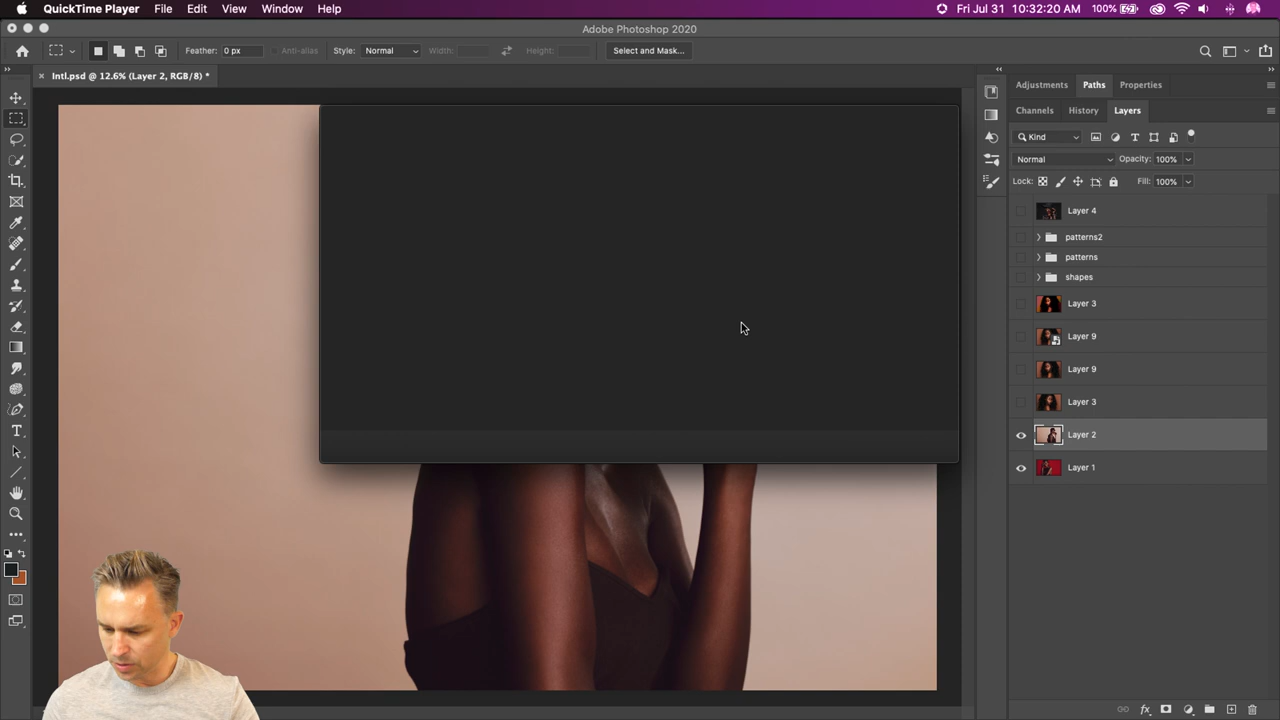 QuickTime Player File Edit View Window Help 100% Fri Jul 31 10:32:20 AM
Adobe Photoshop 2020
Feather: 0 px Anti-alias Style: Normal Width: Height: Select and Mask...
Intl.psd @ 12.6% (Layer 2, RGB/8) *
Adjustments Paths Properties
Channels History Layers
Kind
Normal Opacity: 100%
Lock: Fill: 100%
Layer 4
patterns2
patterns
shapes
Layer 3
Layer 9
Layer 9
Layer 3
Layer 2
Layer 1